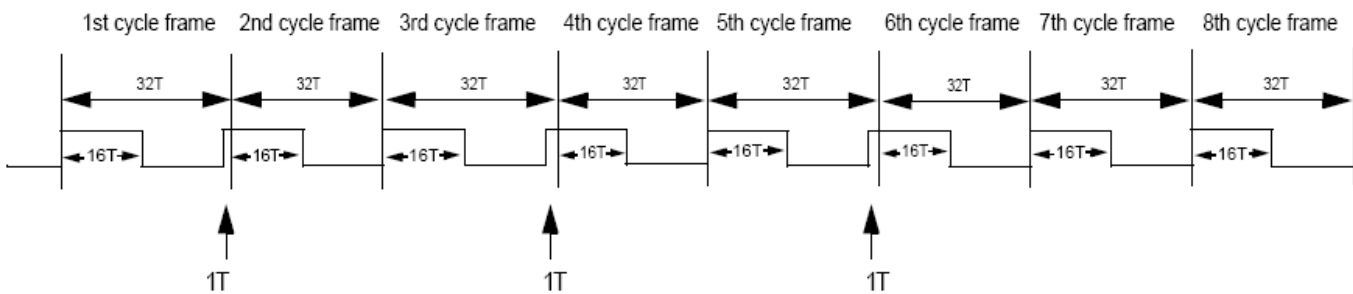 1st cycle frame 2nd cycle frame 3rd cycle frame 4th cycle frame 5th cycle frame 6th cycle frame 7th cycle frame 8th cycle frame
32T 32T 32T 32T 32T 32T 32T 32T
16T 16T 16T 16T 16T 16T 16T 16T
1T 1T 1T